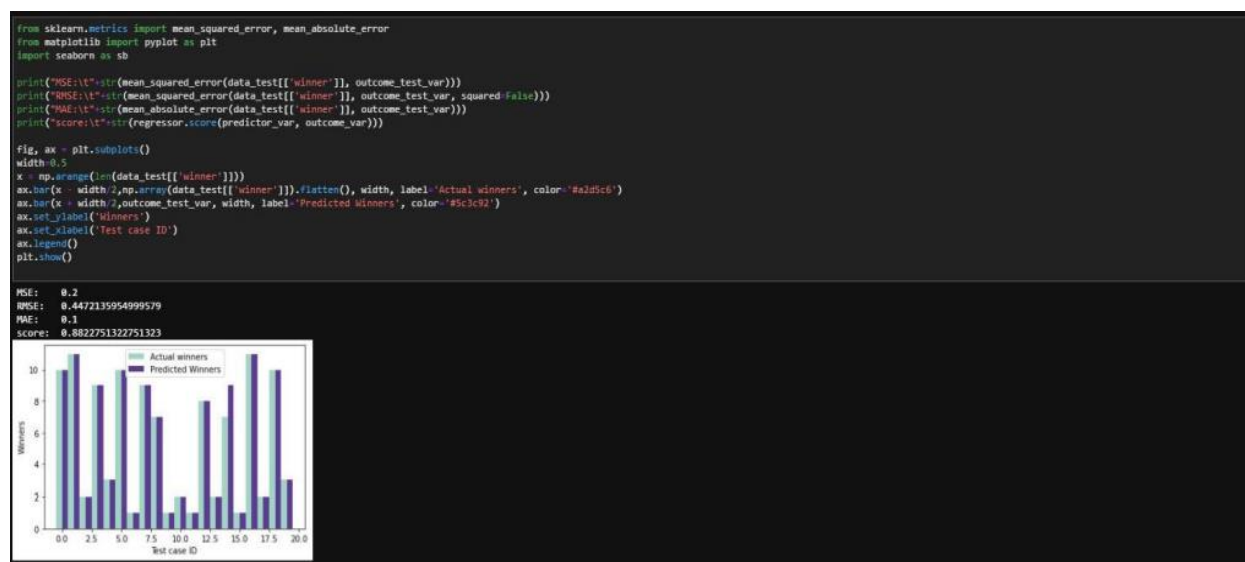 from sklearn.metrics import mean_squared_error, mean_absolute_error
from matplotlib import pyplot as plt
import seaborn as sb
print("MSE:\t"+str(mean_squared_error(data_test[['winner']], outcome_test_var)))
print("RMSE:\t"+str(mean_squared_error(data_test[['winner']], outcome_test_var, squared=False)))
print("MAE:\t"+str(mean_absolute_error(data_test[['winner']], outcome_test_var)))
print("score:\t"+str(regressor.score(predictor_var, outcome_var)))
fig, ax = plt.subplots()
width=0.5
x = np.arange(len(data_test[['winner']]))
ax.bar(x - width/2,np.array(data_test[['winner']]).flatten(), width, label='Actual winners', color='#a2d5c6')
ax.bar(x + width/2,outcome_test_var, width, label='Predicted Winners', color='#5c3c92')
ax.set_ylabel('Winners')
ax.set_xlabel('Test case ID')
ax.legend()
plt.show()
MSE: 0.2
RMSE: 0.4472135954999579
MAE: 0.1
score: 0.8822751322751323
Actual winners
Predicted Winners
10
8
6
4
2
0
Winners
0.0 2.5 5.0 7.5 10.0 12.5 15.0 17.5 20.0
Test case ID